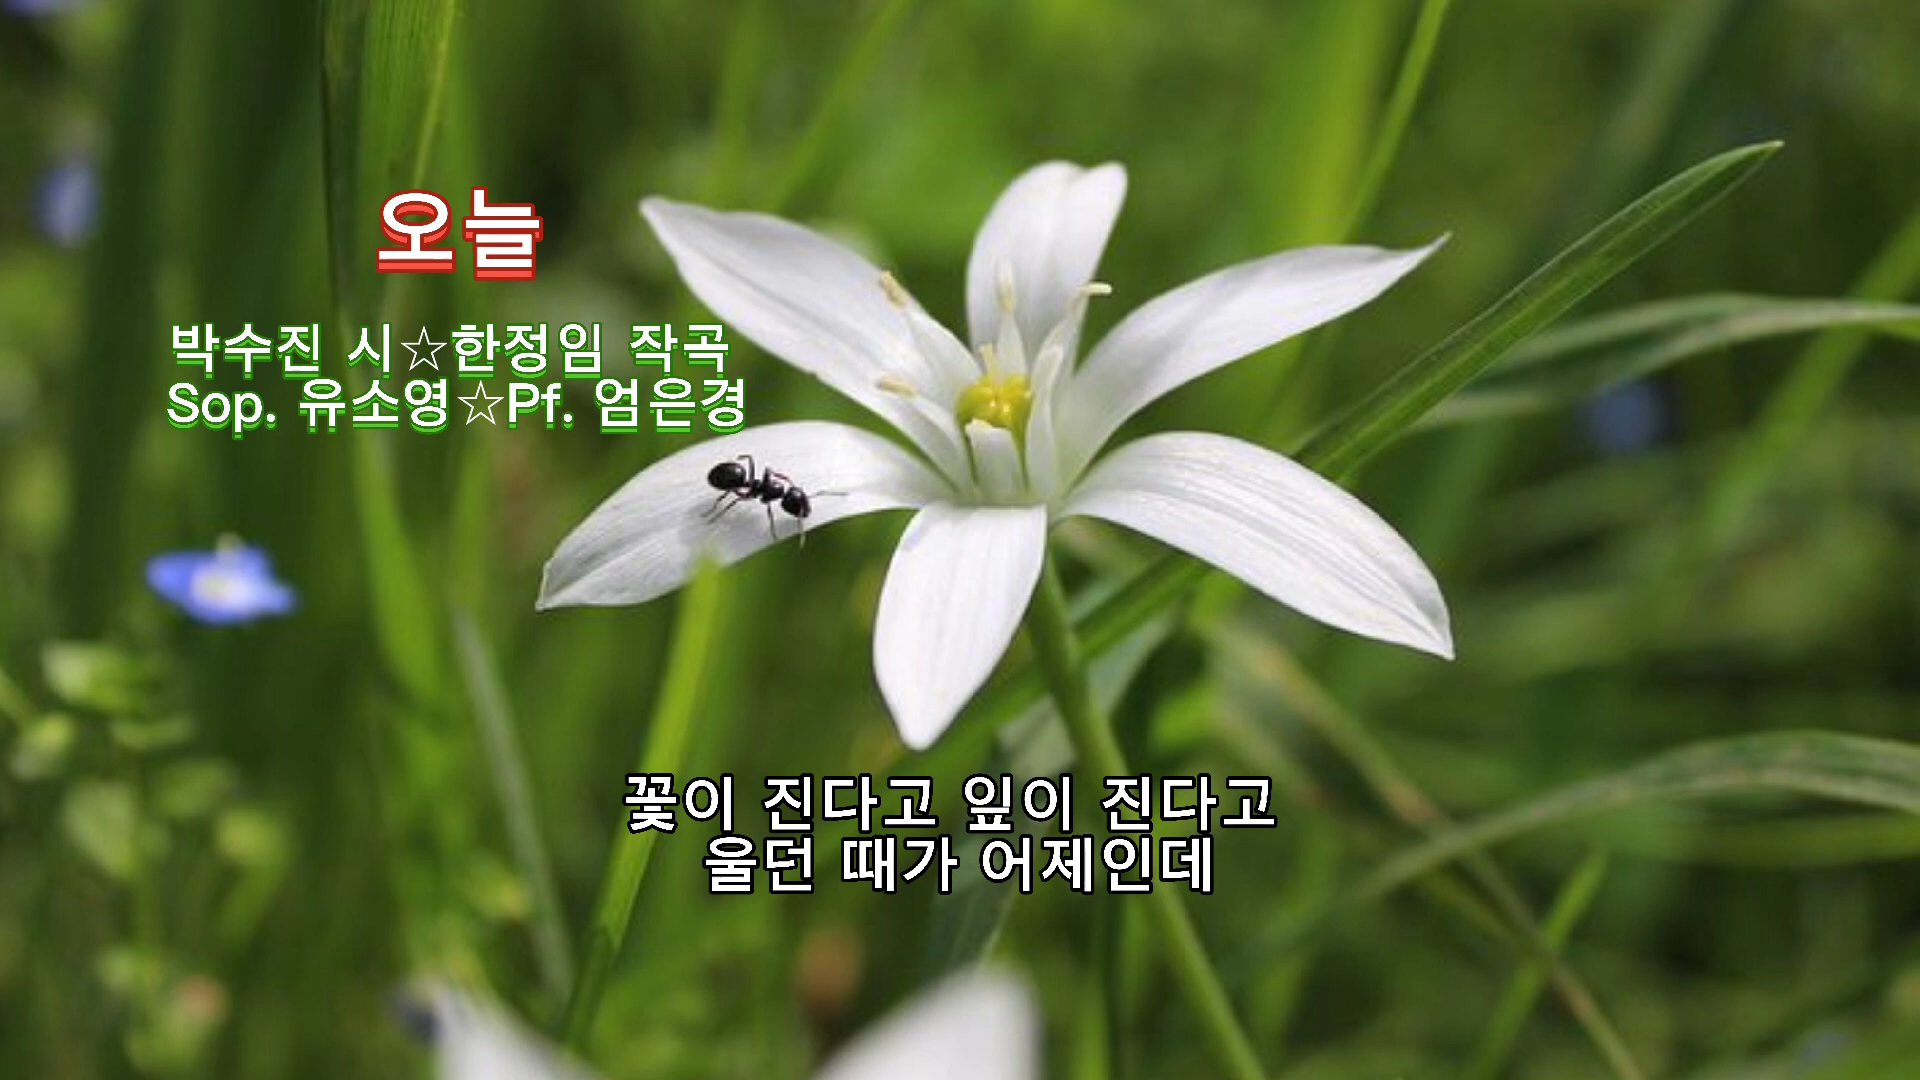 오늘
박수진 시☆한정임 작곡
Sop. 유소영☆Pf. 엄은경
꽃이 진다고 잎이 진다고
울던 때가 어제인데